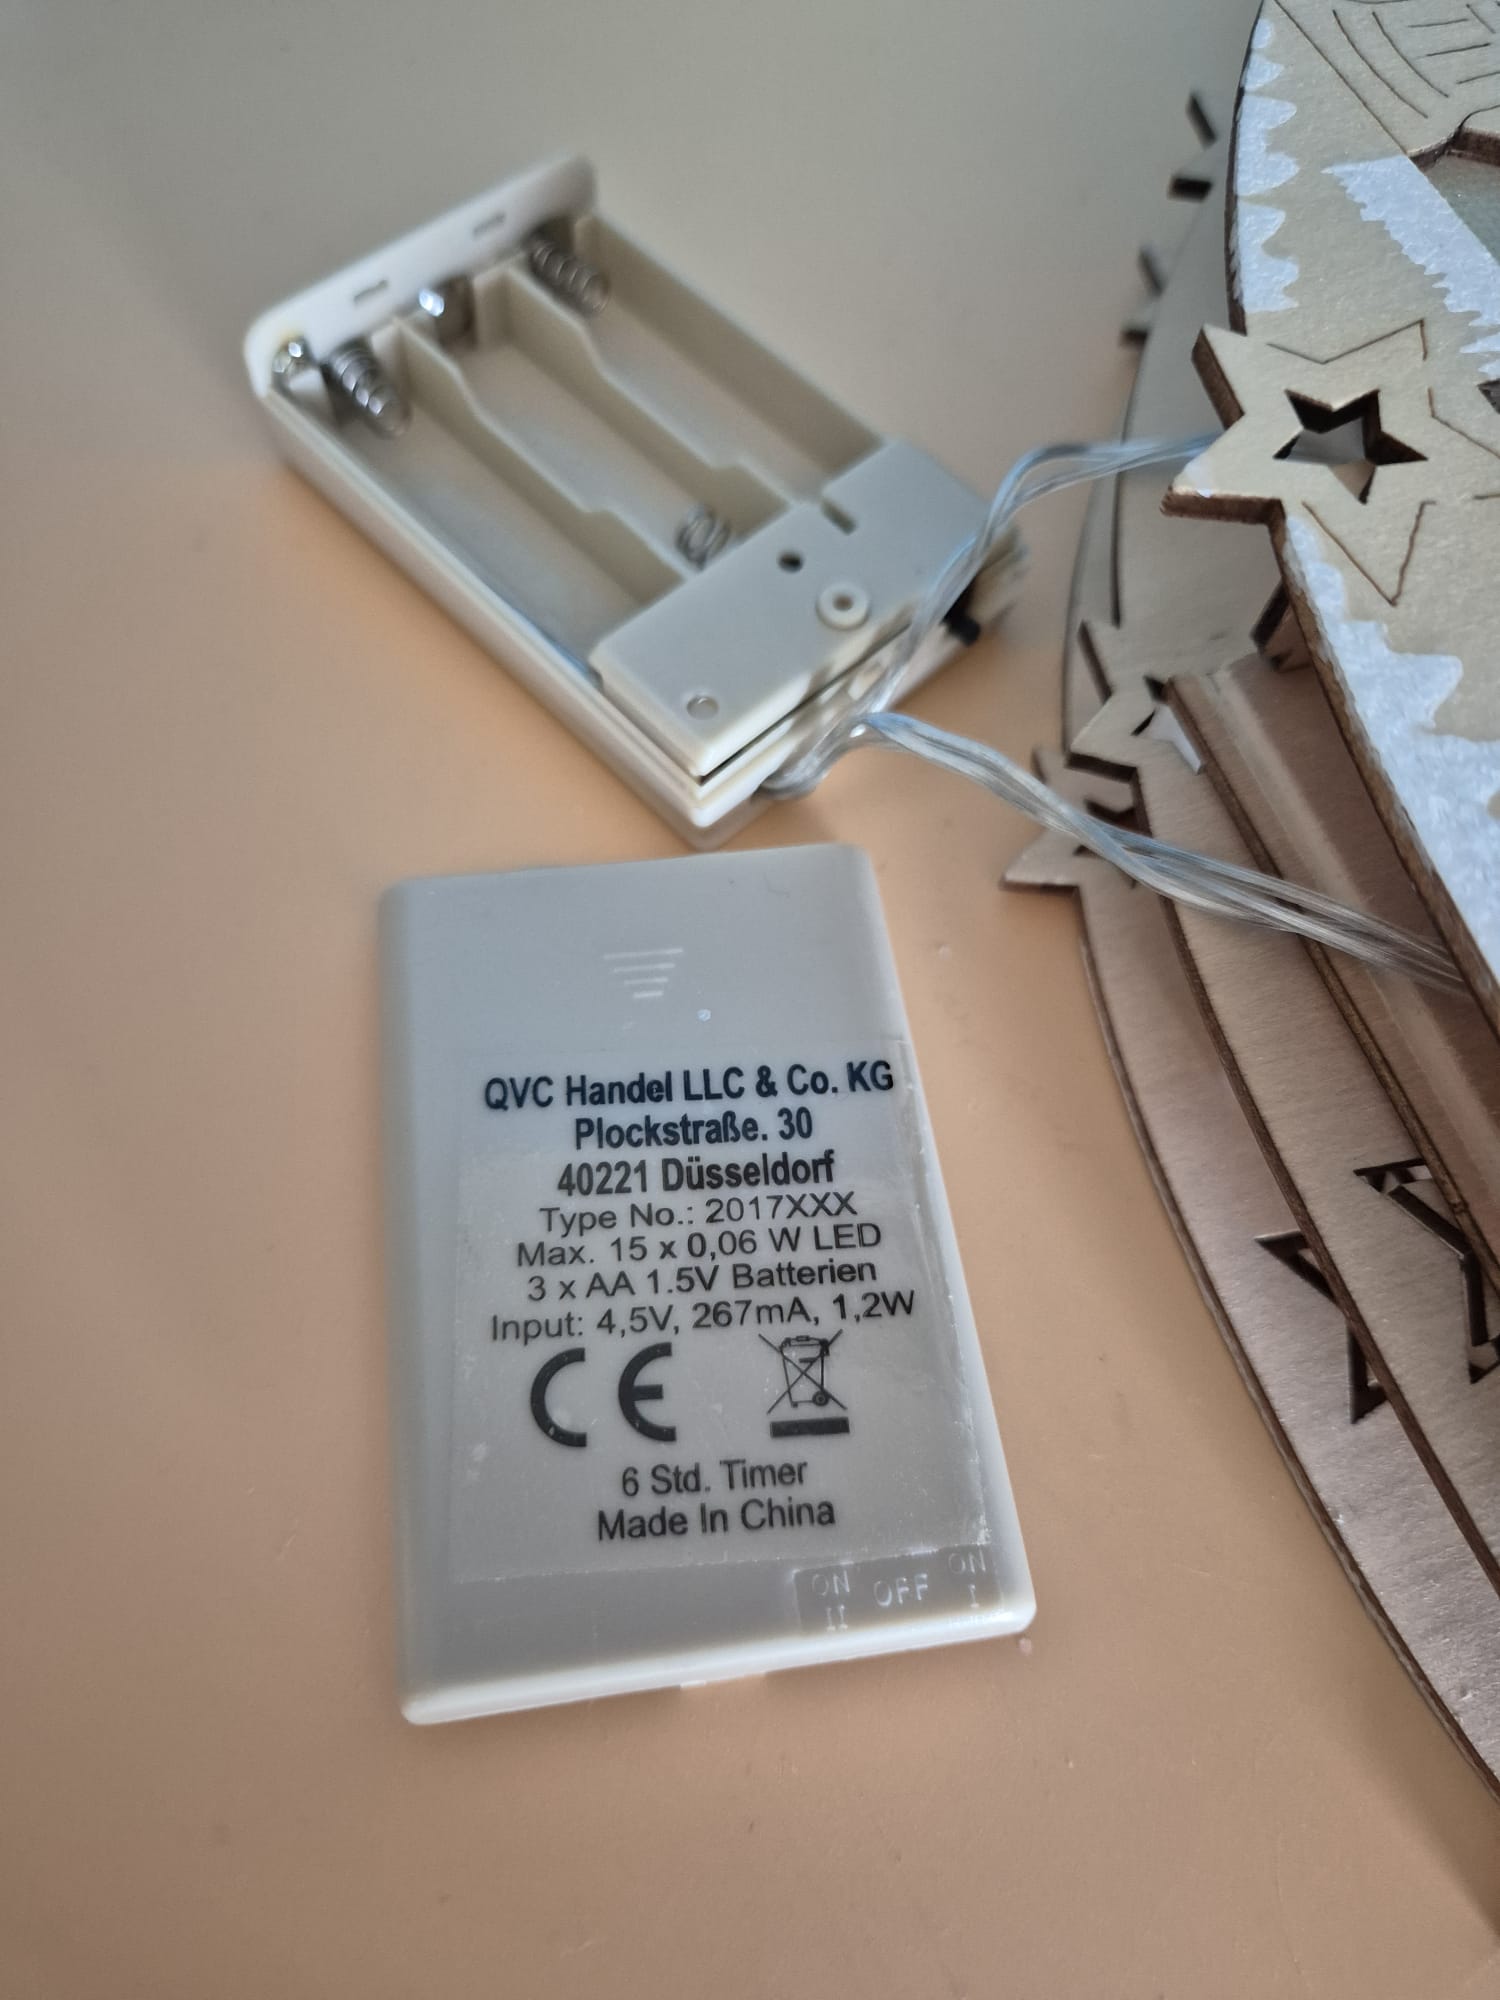 QVC Handel LLC & Co. KG
Plockstraße. 30
40221 Düsseldorf
Type No.: 2017XXX
Max. 15 x 0,06 W LED
3 x AA 1.5V Batterien
Input: 4,5V, 267mA, 1,2W
CE
6 Std. Timer
Made In China
ON OFF ON
II I